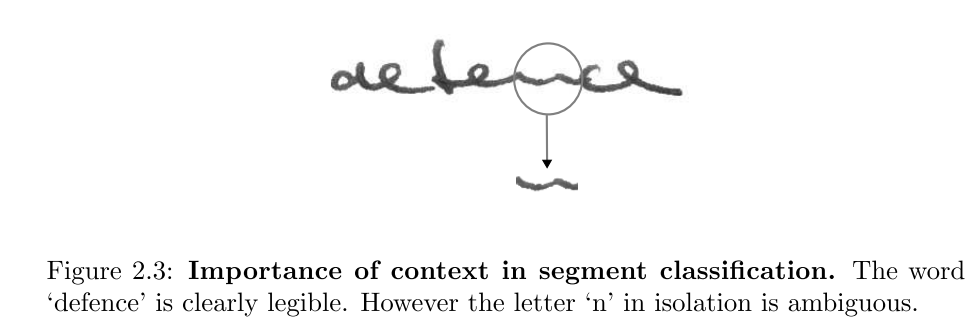 defence
n
Figure 2.3: Importance of context in segment classification. The word
‘defence’ is clearly legible. However the letter ‘n’ in isolation is ambiguous.